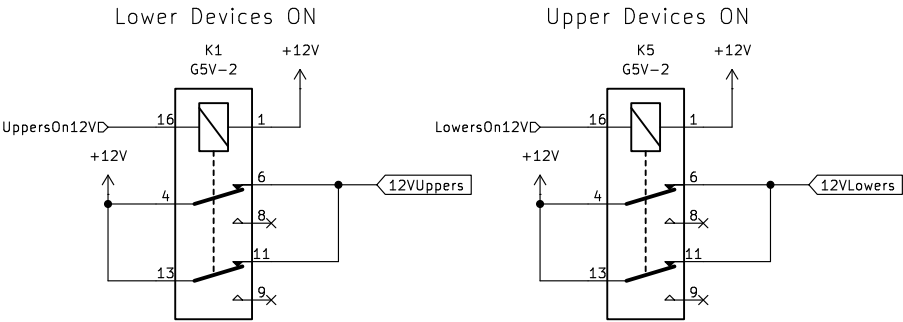 Lower Devices ON
Upper Devices ON
K1
G5V-2
+12V
UppersOn12V
16
1
+12V
4
6
8
11
13
9
12VUppers
K5
G5V-2
+12V
LowersOn12V
16
1
+12V
4
6
8
11
13
9
12VLowers